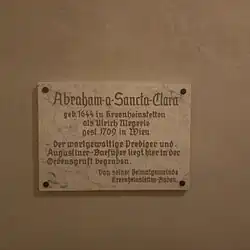 Abraham-a-Sancta-Clara
geb. 1644 in Kreenheinstetten
als Ulrich Megerle
gest 1709 in Wien
- der wortgewaltige Prediger und
Augustiner-Barfüßer liegt hier in der
Ordensgruft begraben.
Von seiner Heimatgemeinde
Kreenheinstetten-Baden.